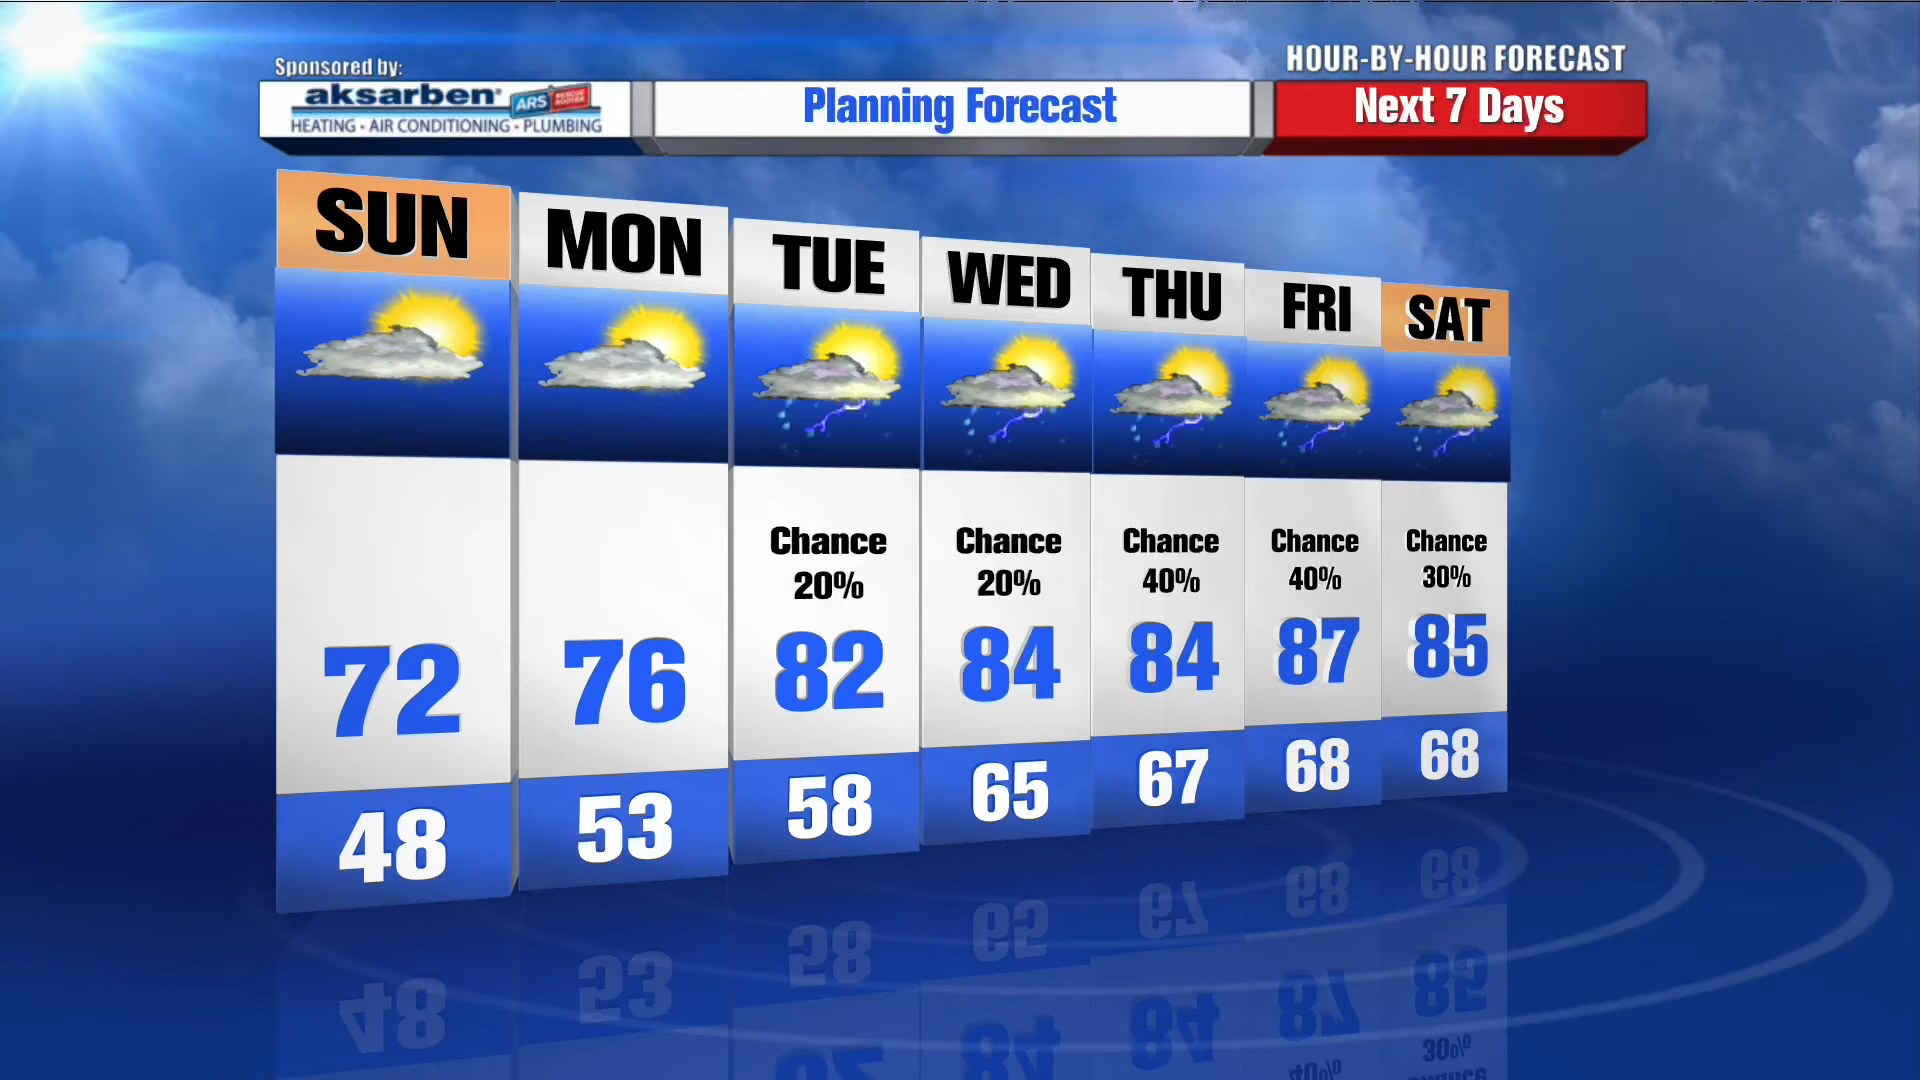 Sponsored by:
aksarben
ARS
RESCUE
ROOTER
HEATING • AIR CONDITIONING • PLUMBING
Planning Forecast
HOUR-BY-HOUR FORECAST
Next 7 Days
SUN
72
48
MON
76
53
TUE
Chance
20%
82
58
WED
Chance
20%
84
65
THU
Chance
40%
84
67
FRI
Chance
40%
87
68
SAT
Chance
30%
85
68